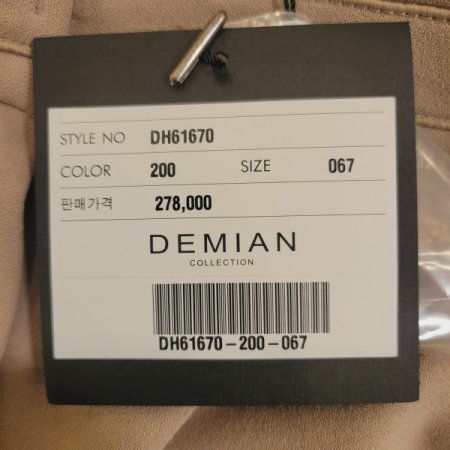 STYLE NO DH61670
COLOR 200 SIZE 067
판매가격 278,000
DEMIAN
COLLECTION
DH61670-200-067